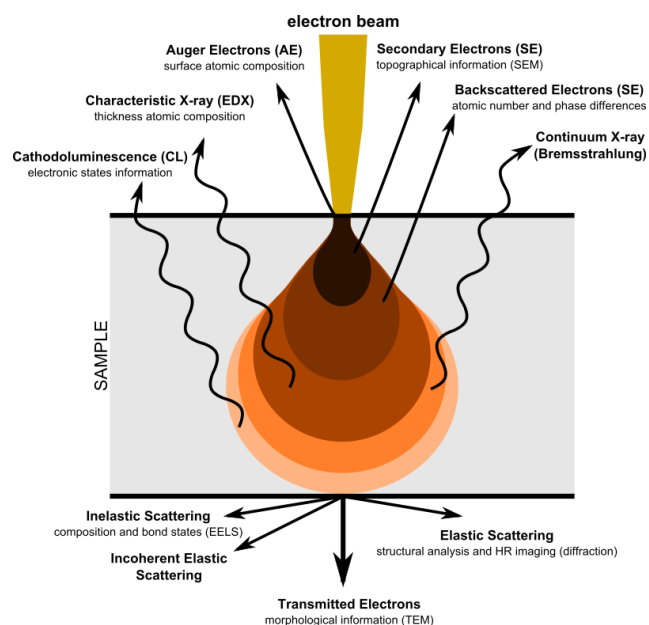 electron beam
Auger Electrons (AE)
surface atomic composition
Secondary Electrons (SE)
topographical information (SEM)
Characteristic X-ray (EDX)
thickness atomic composition
Backscattered Electrons (SE)
atomic number and phase differences
Cathodoluminescence (CL)
electronic states information
Continuum X-ray
(Bremsstrahlung)
SAMPLE
Inelastic Scattering
composition and bond states (EELS)
Incoherent Elastic
Scattering
Elastic Scattering
structural analysis and HR imaging (diffraction)
Transmitted Electrons
morphological information (TEM)